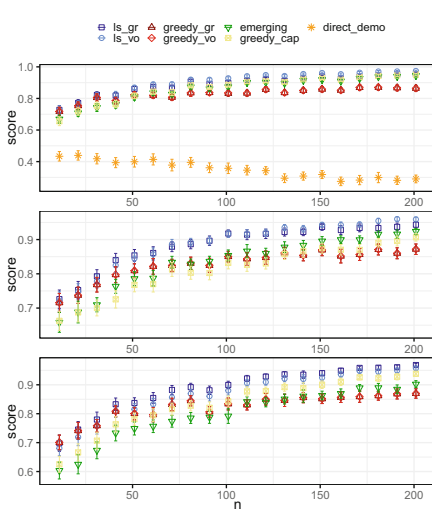 ls_gr greedy_gr emerging direct_demo
ls_vo greedy_vo greedy_cap
1.0
0.8
0.6
0.4
score
50 100 150 200
0.9
0.8
0.7
score
50 100 150 200
0.9
0.8
0.7
0.6
score
50 100 150 200
n